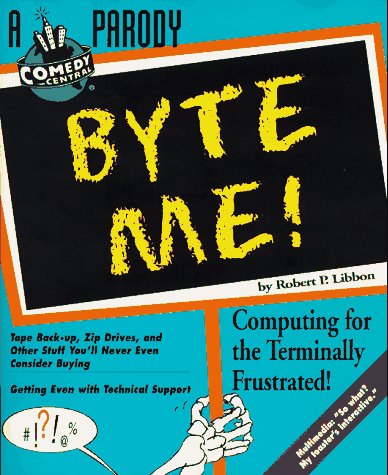 A PARODY
COMEDY
CENTRAL
®
BYTE
ME!
by Robert P. Libbon
Tape Back-up, Zip Drives, and
Other Stuff You'll Never Even
Consider Buying
Getting Even with Technical Support
Computing for
the Terminally
Frustrated!
#!?!@%
Multimedia: "So what?
My toaster's interactive."